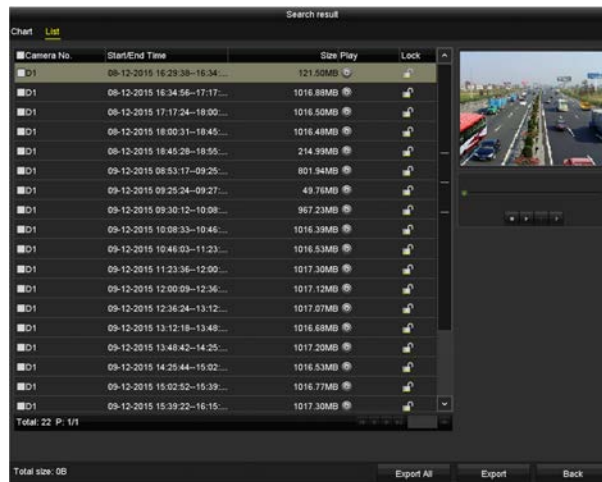 Search result
Chart List
Camera No. Start/End Time Size Play Lock
D1 08-12-2015 16:29:38--16:34:... 121.50MB
D1 08-12-2015 16:34:56--17:17:... 1016.88MB
D1 08-12-2015 17:17:24--18:00:... 1016.50MB
D1 08-12-2015 18:00:31--18:45:... 1016.48MB
D1 08-12-2015 18:45:28--18:55:... 214.99MB
D1 09-12-2015 08:53:17--09:25:... 801.94MB
D1 09-12-2015 09:25:24--09:27:... 49.76MB
D1 09-12-2015 09:30:12--10:08:... 967.23MB
D1 09-12-2015 10:08:33--10:46:... 1016.39MB
D1 09-12-2015 10:46:03--11:23:... 1016.53MB
D1 09-12-2015 11:23:36--12:00:... 1017.30MB
D1 09-12-2015 12:00:09--12:36:... 1017.12MB
D1 09-12-2015 12:36:24--13:12:... 1017.07MB
D1 09-12-2015 13:12:18--13:48:... 1016.68MB
D1 09-12-2015 13:48:42--14:25:... 1017.20MB
D1 09-12-2015 14:25:44--15:02:... 1016.53MB
D1 09-12-2015 15:02:52--15:39:... 1016.77MB
D1 09-12-2015 15:39:22--16:15:... 1017.30MB
Total: 22 P: 1/1
Total size: 0B Export All Export Back